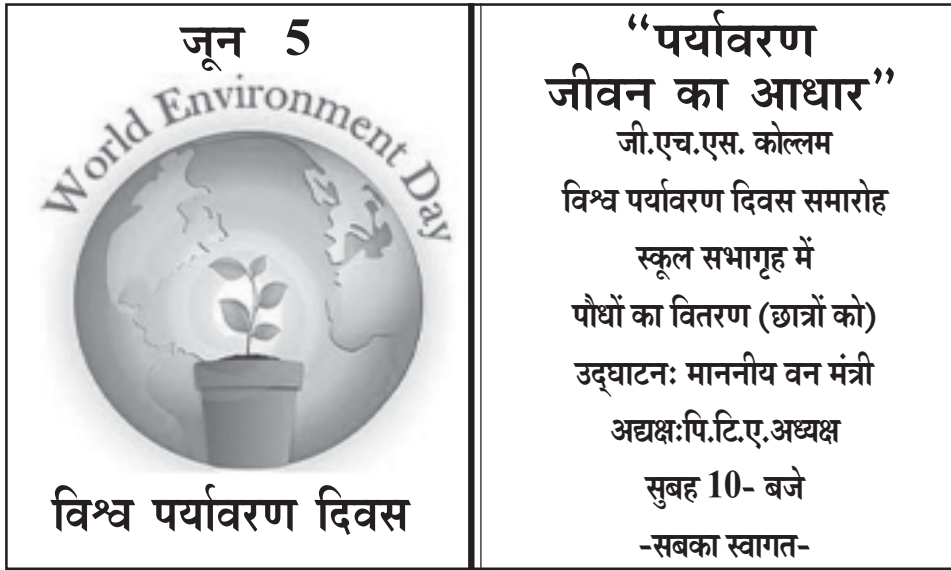 जून 5
World Environment Day
विश्व पर्यावरण दिवस
“पर्यावरण
जीवन का आधार”
जी.एच.एस. कोल्लम
विश्व पर्यावरण दिवस समारोह
स्कूल सभागृह में
पौधों का वितरण (छात्रों को)
उद्घाटनः माननीय वन मंत्री
अद्यक्षःपि.टि.ए.अध्यक्ष
सुबह 10- बजे
-सबका स्वागत-